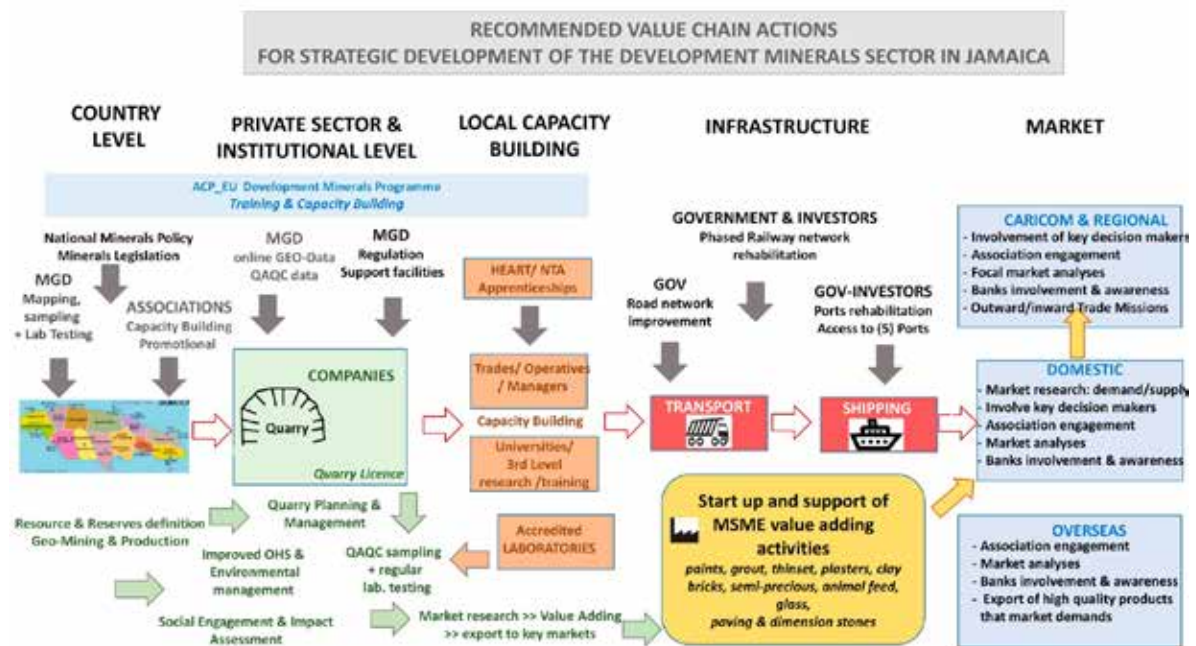 RECOMMENDED VALUE CHAIN ACTIONS
FOR STRATEGIC DEVELOPMENT OF THE DEVELOPMENT MINERALS SECTOR IN JAMAICA
COUNTRY
LEVEL
PRIVATE SECTOR &
INSTITUTIONAL LEVEL
LOCAL CAPACITY
BUILDING
INFRASTRUCTURE
MARKET
ACP_EU Development Minerals Programme
Training & Capacity Building
National Minerals Policy
Minerals Legislation
MGD
Mapping,
sampling
+ Lab Testing
ASSOCIATIONS
Capacity Building
Promotional
MGD
online GEO-Data
QAQC data
MGD
Regulation
Support facilities
HEART/ NTA
Apprenticeships
GOVERNMENT & INVESTORS
Phased Railway network
rehabilitation
GOV
Road network
improvement
GOV-INVESTORS
Ports rehabilitation
Access to (5) Ports
CARICOM & REGIONAL
- Involvement of key decision makers
- Association engagement
- Focal market analyses
- Banks involvement & awareness
- Outward/inward Trade Missions
COMPANIES
Quarry
Quarry Licence
Trades/ Operatives
/ Managers
Capacity Building
Universities/
3rd Level
research /training
TRANSPORT
SHIPPING
DOMESTIC
- Market research: demand/supply
- Involve key decision makers
- Association engagement
- Market analyses
- Banks involvement & awareness
Resource & Reserves definition
Geo-Mining & Production
Quarry Planning &
Management
Improved OHS &
Environmental
management
QAQC sampling
+ regular
lab. testing
Accredited
LABORATORIES
Social Engagement & Impact
Assessment
Market research >> Value Adding
>> export to key markets
Start up and support of
MSME value adding
activities
paints, grout, thinset, plasters, clay
bricks, semi-precious, animal feed,
glass,
paving & dimension stones
OVERSEAS
- Association engagement
- Market analyses
- Banks involvement & awareness
- Export of high quality products
that market demands